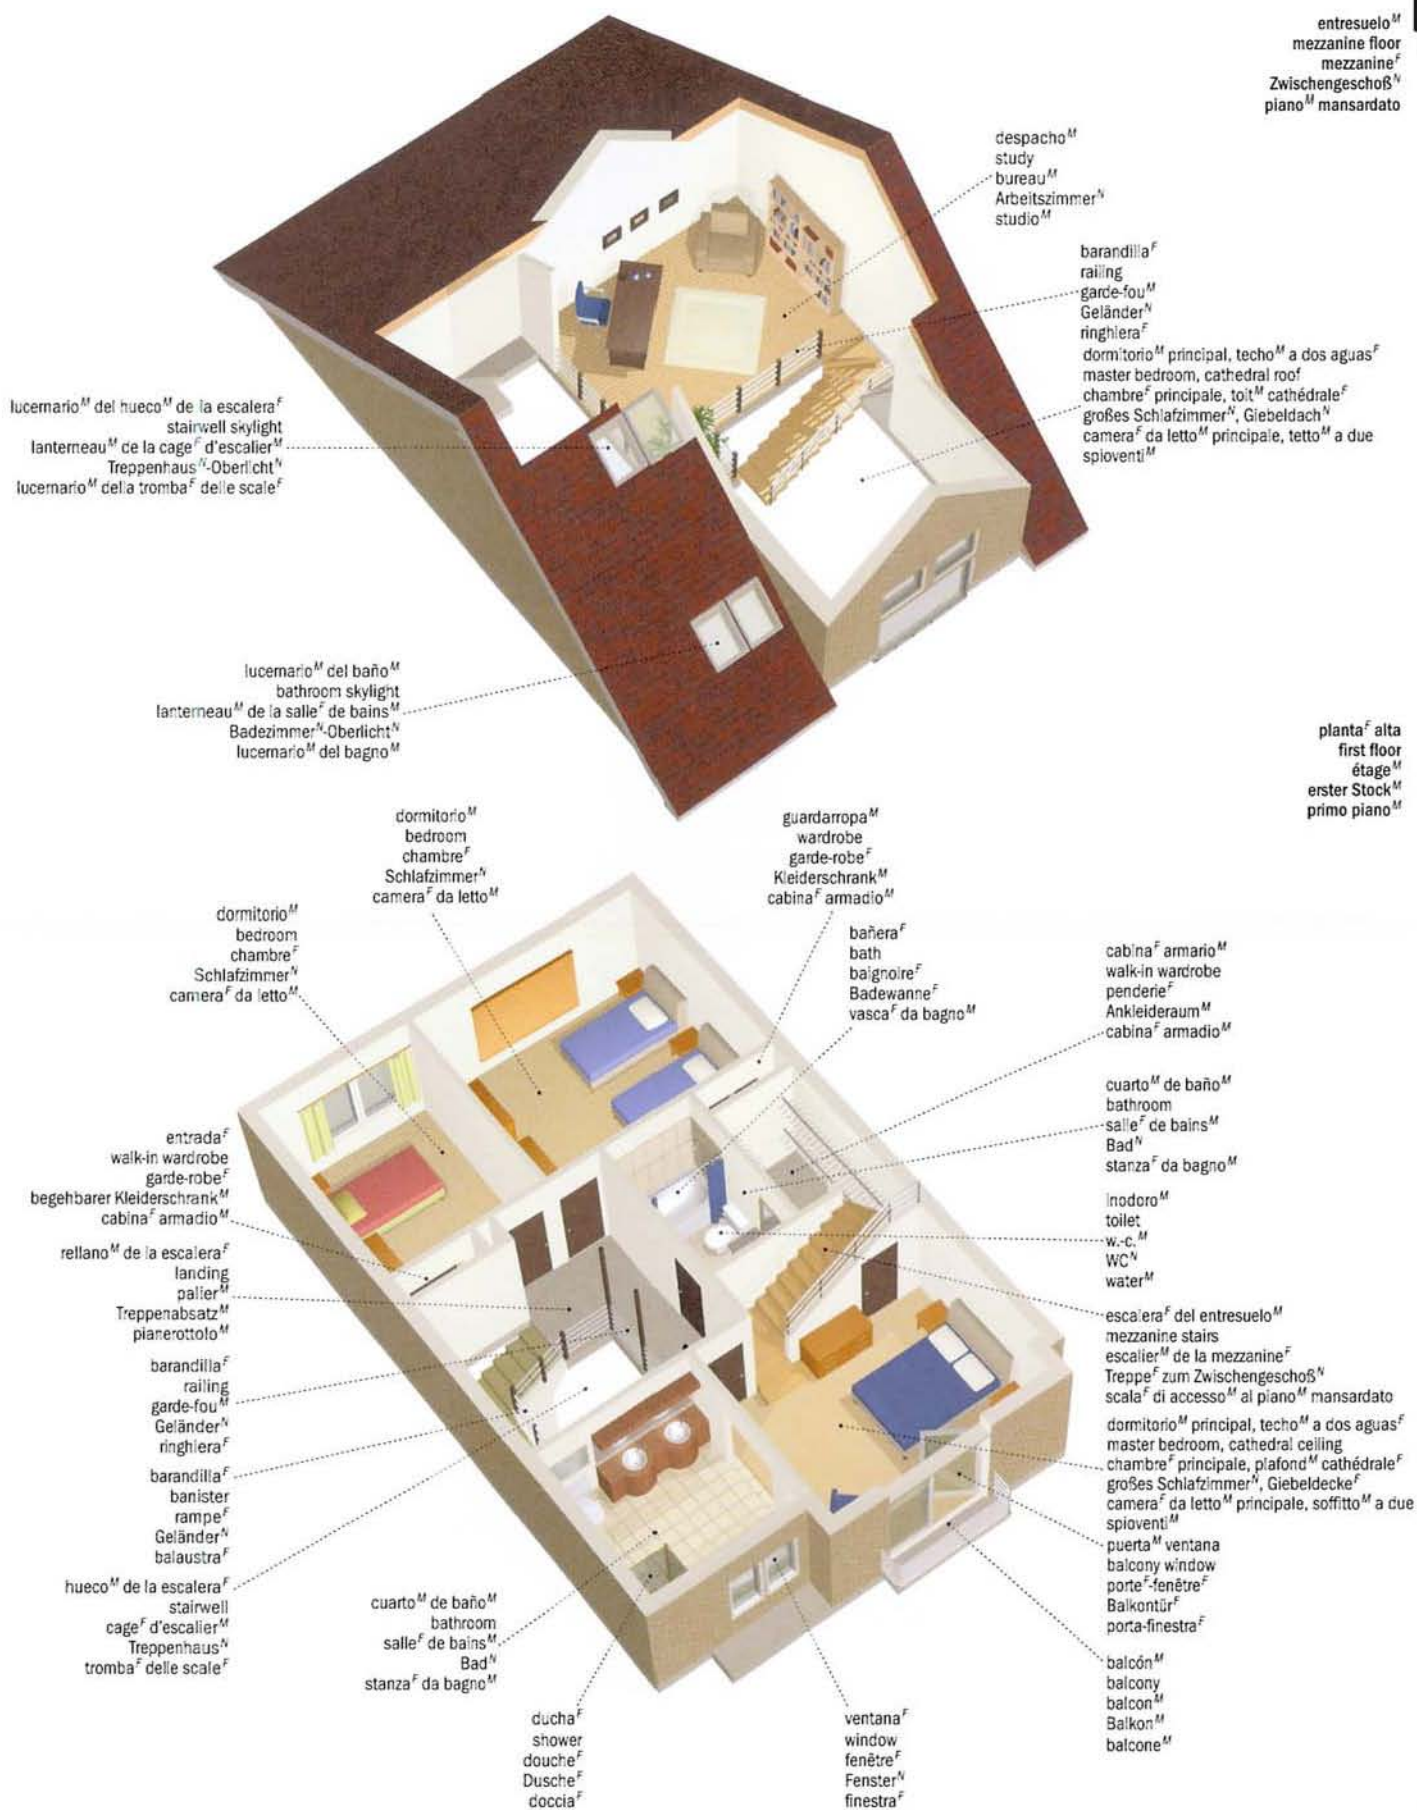 entresuelo^M
mezzanine floor
mezzanine^F
Zwischengeschoß^N
piano^M mansardato
despacho^M
study
bureau^M
Arbeitszimmer^N
studio^M
barandilla^F
railing
garde-fou^M
Geländer^N
ringhiera^F
dormitorio^M principal, techo^M a dos aguas^F
master bedroom, cathedral roof
chambre^F principale, toit^M cathédrale^F
großes Schlafzimmer^N, Giebeldach^N
camera^F da letto^M principale, tetto^M a due
spioventi^M
lucernario^M del hueco^M de la escalera^F
stairwell skylight
lanterneau^M de la cage^F d'escalier^M
Treppenhaus^N-Oberlicht^N
lucernario^M della tromba^F delle scale^F
lucernario^M del baño^M
bathroom skylight
lanterneau^M de la salle^F de bains^M
Badezimmer^N-Oberlicht^N
lucernario^M del bagno^M
planta^F alta
first floor
étage^M
erster Stock^M
primo piano^M
dormitorio^M
bedroom
chambre^F
Schlafzimmer^N
camera^F da letto^M
guardarropa^M
wardrobe
garde-robe^F
Kleiderschrank^M
cabina^F armadio^M
dormitorio^M
bedroom
chambre^F
Schlafzimmer^N
camera^F da letto^M
bañera^F
bath
baignoire^F
Badewanne^F
vasca^F da bagno^M
cabina^F armario^M
walk-in wardrobe
penderie^F
Ankleideraum^M
cabina^F armadio^M
cuarto^M de baño^M
bathroom
salle^F de bains^M
Bad^N
stanza^F da bagno^M
entrada^F
walk-in wardrobe
garde-robe^F
begehbarer Kleiderschrank^M
cabina^F armadio^M
inodoro^M
toilet
w.-c.^M
WC^N
water^M
rellano^M de la escalera^F
landing
palier^M
Treppenabsatz^M
pianerottolo^M
escalera^F del entresuelo^M
mezzanine stairs
escalier^M de la mezzanine^F
Treppe^F zum Zwischengeschoß^N
scala^F di accesso^M al piano^M mansardato
barandilla^F
railing
garde-fou^M
Geländer^N
ringhiera^F
dormitorio^M principal, techo^M a dos aguas^F
master bedroom, cathedral ceiling
chambre^F principale, plafond^M cathédrale^F
großes Schlafzimmer^N, Giebeldecke^F
camera^F da letto^M principale, soffitto^M a due
spioventi^M
barandilla^F
banister
rampe^F
Geländer^N
balaustra^F
puerta^M ventana
balcony window
porte^F-fenêtre^F
Balkontür^F
porta-finestra^F
hueco^M de la escalera^F
stairwell
cage^F d'escalier^M
Treppenhaus^N
tromba^F delle scale^F
cuarto^M de baño^M
bathroom
salle^F de bains^M
Bad^N
stanza^F da bagno^M
balcón^M
balcony
balcon^M
Balkon^M
balcone^M
ducha^F
shower
douche^F
Dusche^F
doccia^F
ventana^F
window
fenêtre^F
Fenster^N
finestra^F